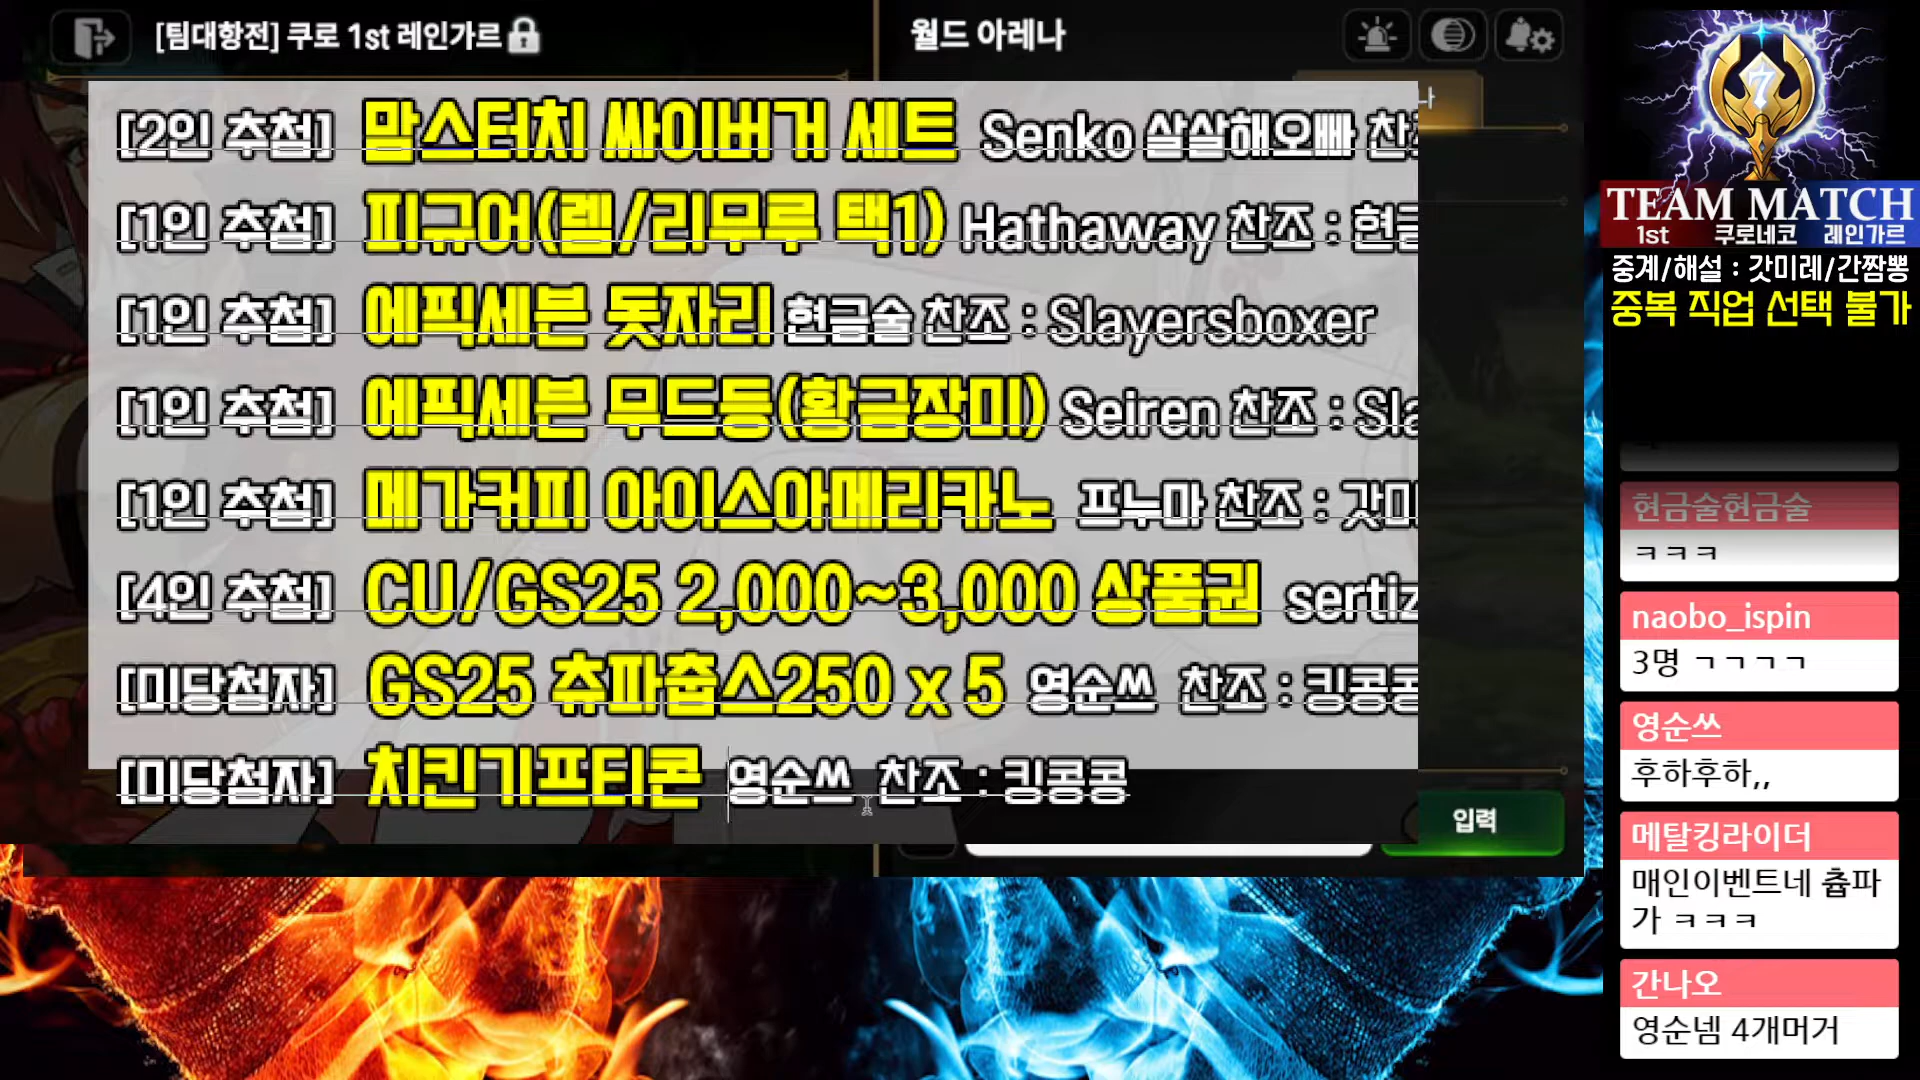 [팀대항전] 쿠로 1st 레인가르
월드 아레나
[2인 추첨] 맘스터치 싸이버거 세트 Senko 살살해오빠
[1인 추첨] 피규어(렘/리무루 택1) Hathaway 찬조 :
[1인 추첨] 에픽세븐 돗자리 현금술 찬조 : Slayersboxer
[1인 추첨] 에픽세븐 무드등(황금장미) Seiren 찬조 :
[1인 추첨] 메가커피 아이스아메리카노 프누마 찬조 :
[4인 추첨] CU/GS25 2,000~3,000 상품권
[미당첨자] GS25 츄파춥스250 x 5 영순쓰 찬조 : 킹콩콩
[미당첨자] 치킨기프티콘 영순쓰 찬조 : 킹콩콩
입력
7
TEAM MATCH
1st 쿠로네코 레인가르
중계/해설 : 갓미레/간짬뽕
중복 직업 선택 불가
현금술현금술
ㅋㅋㅋ
naobo_ispin
3명 ㄱㄱㄱㄱ
영순쓰
후하후하,,
메탈킹라이더
매인이벤트네 츕파
가 ㅋㅋㅋ
간나오
영순넴 4개머거